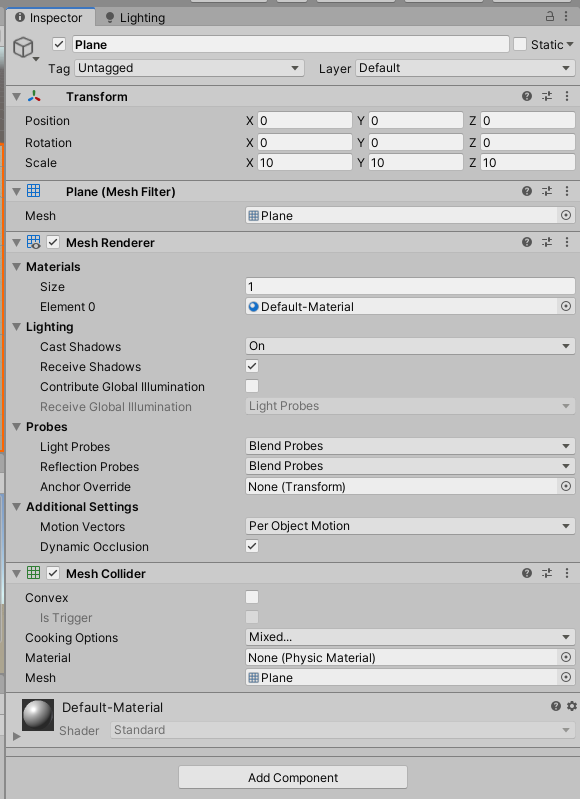 Inspector Lighting
Plane Static
Tag Untagged Layer Default
Transform
Position X 0 Y 0 Z 0
Rotation X 0 Y 0 Z 0
Scale X 10 Y 10 Z 10
Plane (Mesh Filter)
Mesh Plane
Mesh Renderer
Materials
Size 1
Element 0 Default-Material
Lighting
Cast Shadows On
Receive Shadows
Contribute Global Illumination
Receive Global Illumination Light Probes
Probes
Light Probes Blend Probes
Reflection Probes Blend Probes
Anchor Override None (Transform)
Additional Settings
Motion Vectors Per Object Motion
Dynamic Occlusion
Mesh Collider
Convex
Is Trigger
Cooking Options Mixed...
Material None (Physic Material)
Mesh Plane
Default-Material
Shader Standard
Add Component